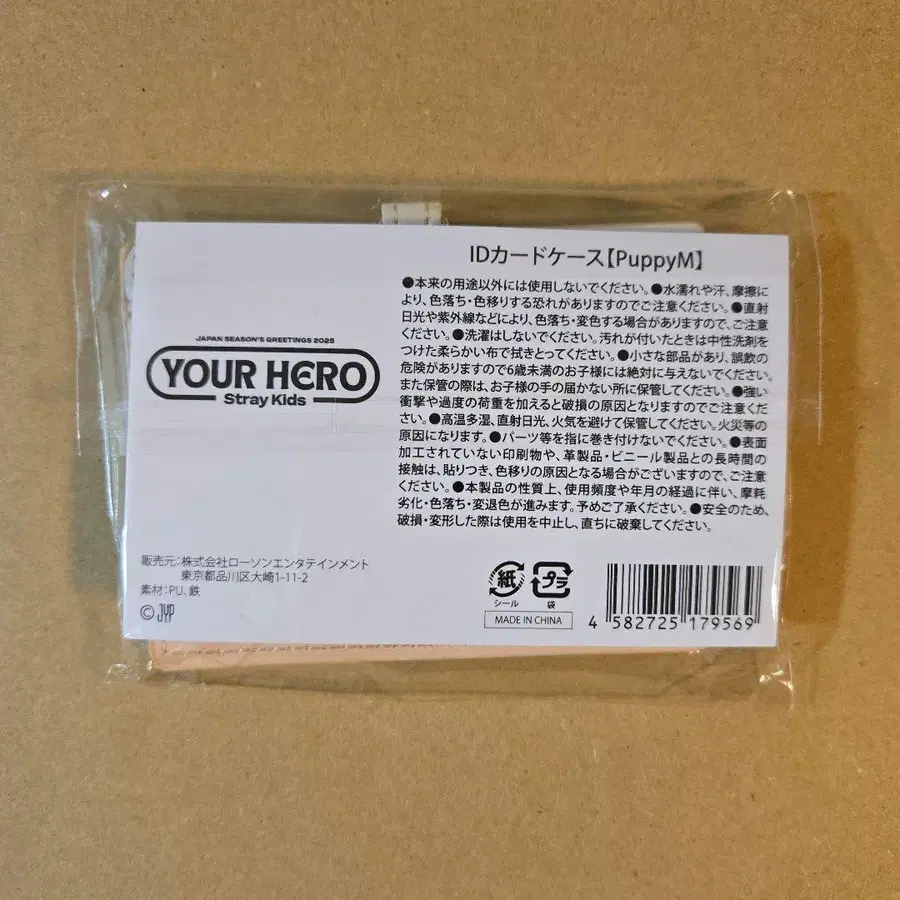 IDカードケース【PuppyM】
●本来の用途以外には使用しないでください。●水濡れや汗、摩擦に
より、色落ち・色移りする恐れがありますのでご注意ください。●直射
日光や紫外線などにより、色落ち・変色する場合がありますので、ご注意
ください。●洗濯はしないでください。汚れが付いたときは中性洗剤を
つけた柔らかい布で拭きとってください。●小さな部品があり、誤飲の
危険がありますので6歳未満のお子様には絶対に与えないでください。
また保管の際は、お子様の手の届かない所に保管してください。●強い
衝撃や過度の荷重を加えると破損の原因となりますのでご注意くだ
さい。●高温多湿、直射日光、火気を避けて保管してください。火災等の
原因になります。●パーツ等を指に巻き付けないでください。●表面
加工されていない印刷物や、革製品・ビニール製品との長時間の
接触は、貼りつき、色移りの原因となる場合がございますので、ご注意
ください。●本製品の性質上、使用頻度や年月の経過に伴い、摩耗
劣化・色落ち・変退色が進みます。予めご了承ください。●安全のため、
破損・変形した際は使用を中止し、直ちに破棄してください。
JAPAN SEASON'S GREETINGS 2026
YOUR HERO
Stray Kids
販売元：株式会社ローソンエンタテインメント
東京都品川区大崎1-11-2
素材：PU、鉄
© JYP
紙
シール
プラ
袋
MADE IN CHINA
4 582725 179569